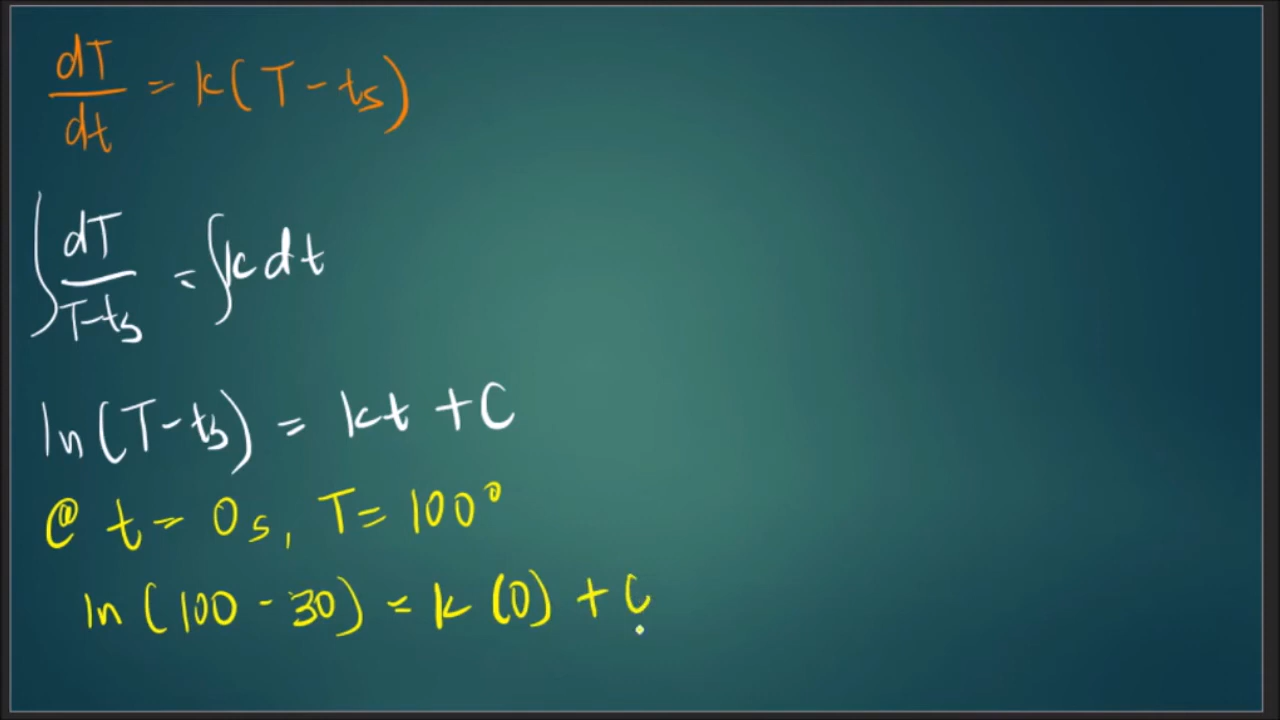 dT/dt = k(T - ts)
∫ dT/(T-ts) = ∫k dt
ln(T-ts) = kt + C
@ t = 0s, T = 100°
ln(100 - 30) = k(0) + C